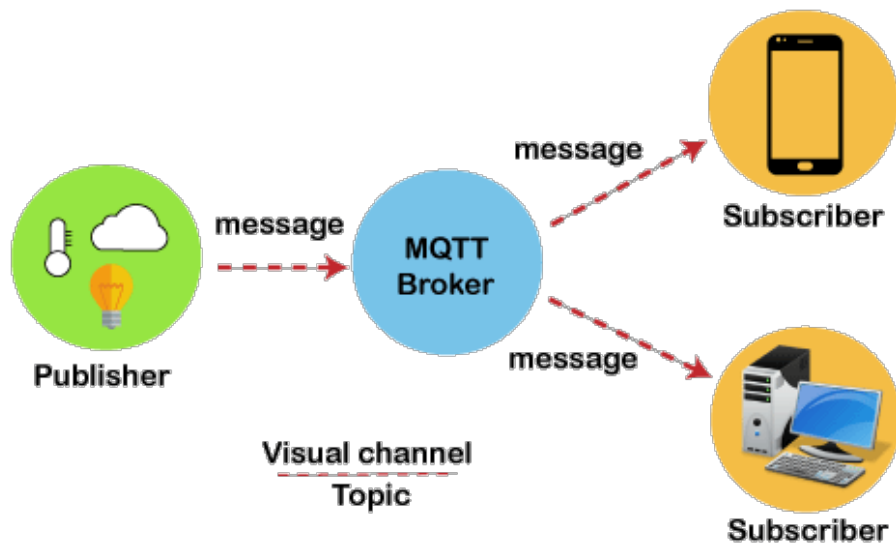 message
Subscriber
message
MQTT
Broker
Publisher
message
Visual channel
Topic
Subscriber